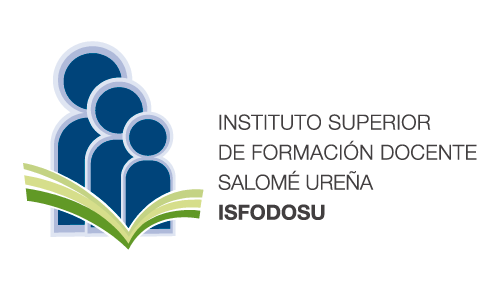 INSTITUTO SUPERIOR
DE FORMACIÓN DOCENTE
SALOMÉ UREÑA
ISFODOSU